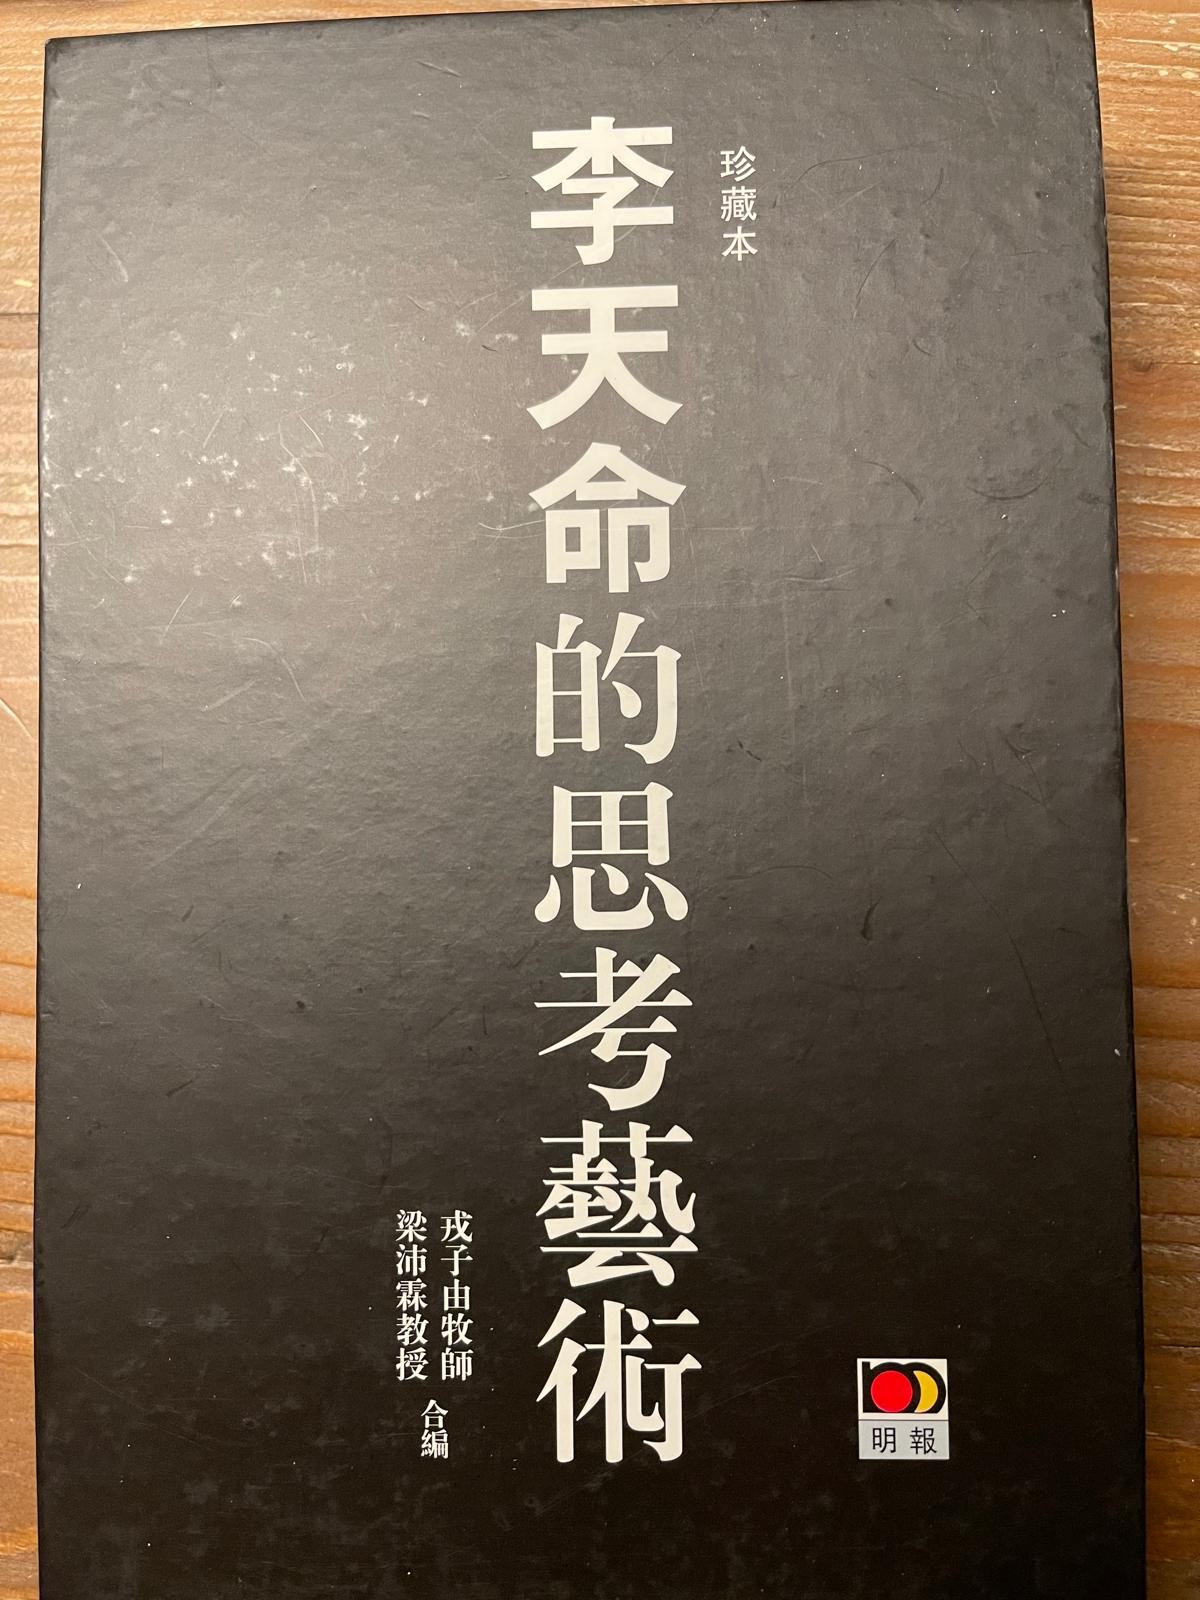 珍藏本
李天命的思考藝術
戎子由牧師
梁沛霖教授
合編
明報